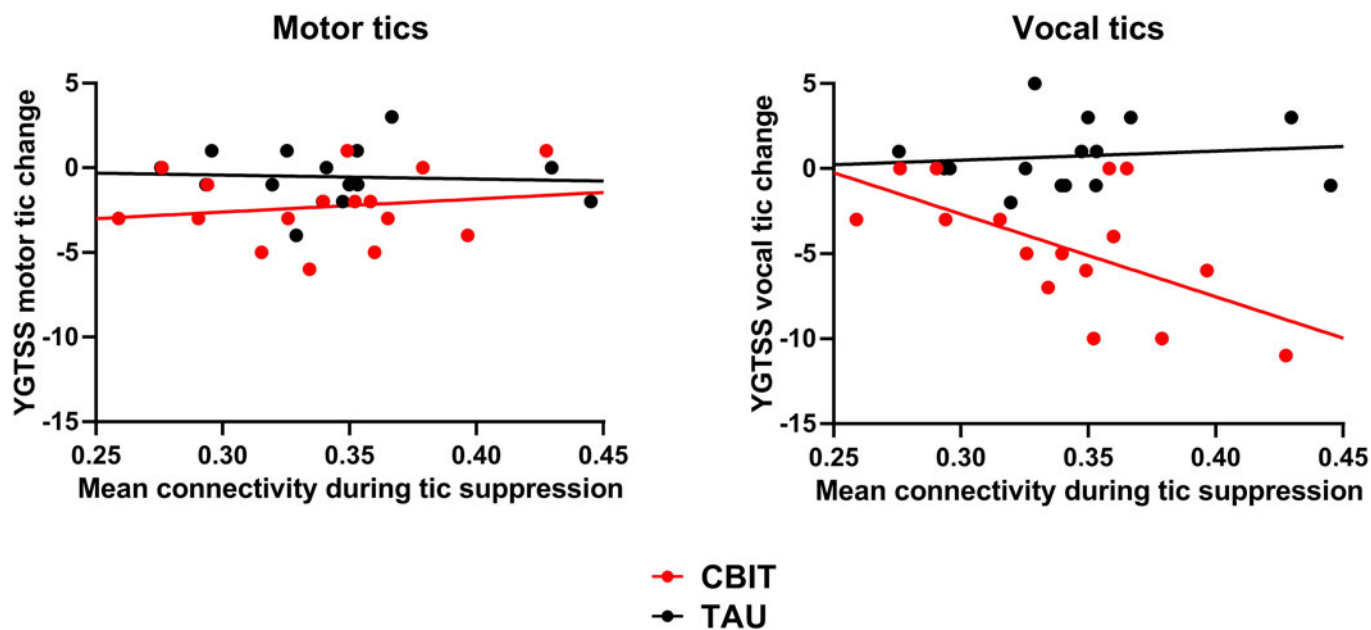 Motor tics
YGTSS motor tic change
5
0
-5
-10
-15
0.25 0.30 0.35 0.40 0.45
Mean connectivity during tic suppression
Vocal tics
YGTSS vocal tic change
5
0
-5
-10
-15
0.25 0.30 0.35 0.40 0.45
Mean connectivity during tic suppression
CBIT
TAU